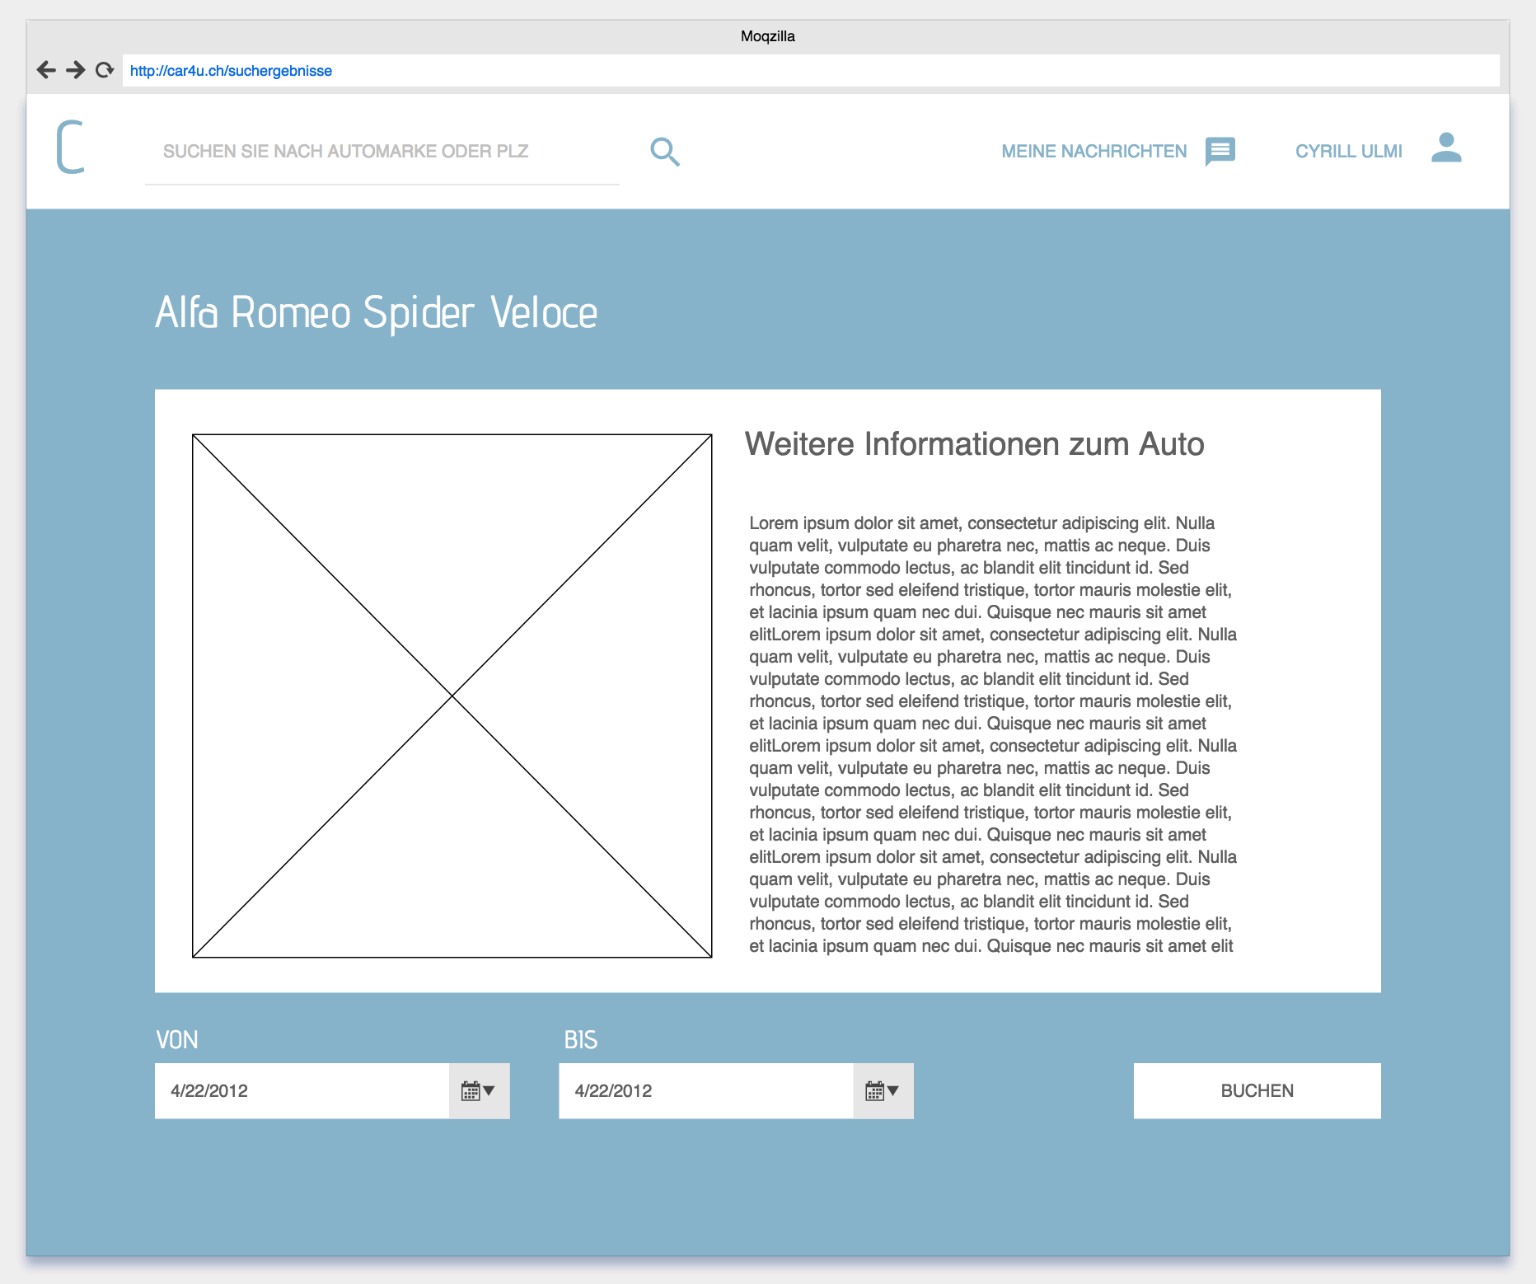 Moqzilla
http://car4u.ch/suchergebnisse
C
SUCHEN SIE NACH AUTOMARKE ODER PLZ
MEINE NACHRICHTEN
CYRILL ULMI
Alfa Romeo Spider Veloce
Weitere Informationen zum Auto
Lorem ipsum dolor sit amet, consectetur adipiscing elit. Nulla
quam velit, vulputate eu pharetra nec, mattis ac neque. Duis
vulputate commodo lectus, ac blandit elit tincidunt id. Sed
rhoncus, tortor sed eleifend tristique, tortor mauris molestie elit,
et lacinia ipsum quam nec dui. Quisque nec mauris sit amet
elitLorem ipsum dolor sit amet, consectetur adipiscing elit. Nulla
quam velit, vulputate eu pharetra nec, mattis ac neque. Duis
vulputate commodo lectus, ac blandit elit tincidunt id. Sed
rhoncus, tortor sed eleifend tristique, tortor mauris molestie elit,
et lacinia ipsum quam nec dui. Quisque nec mauris sit amet
elitLorem ipsum dolor sit amet, consectetur adipiscing elit. Nulla
quam velit, vulputate eu pharetra nec, mattis ac neque. Duis
vulputate commodo lectus, ac blandit elit tincidunt id. Sed
rhoncus, tortor sed eleifend tristique, tortor mauris molestie elit,
et lacinia ipsum quam nec dui. Quisque nec mauris sit amet
elitLorem ipsum dolor sit amet, consectetur adipiscing elit. Nulla
quam velit, vulputate eu pharetra nec, mattis ac neque. Duis
vulputate commodo lectus, ac blandit elit tincidunt id. Sed
rhoncus, tortor sed eleifend tristique, tortor mauris molestie elit,
et lacinia ipsum quam nec dui. Quisque nec mauris sit amet elit
VON
BIS
4/22/2012
4/22/2012
BUCHEN